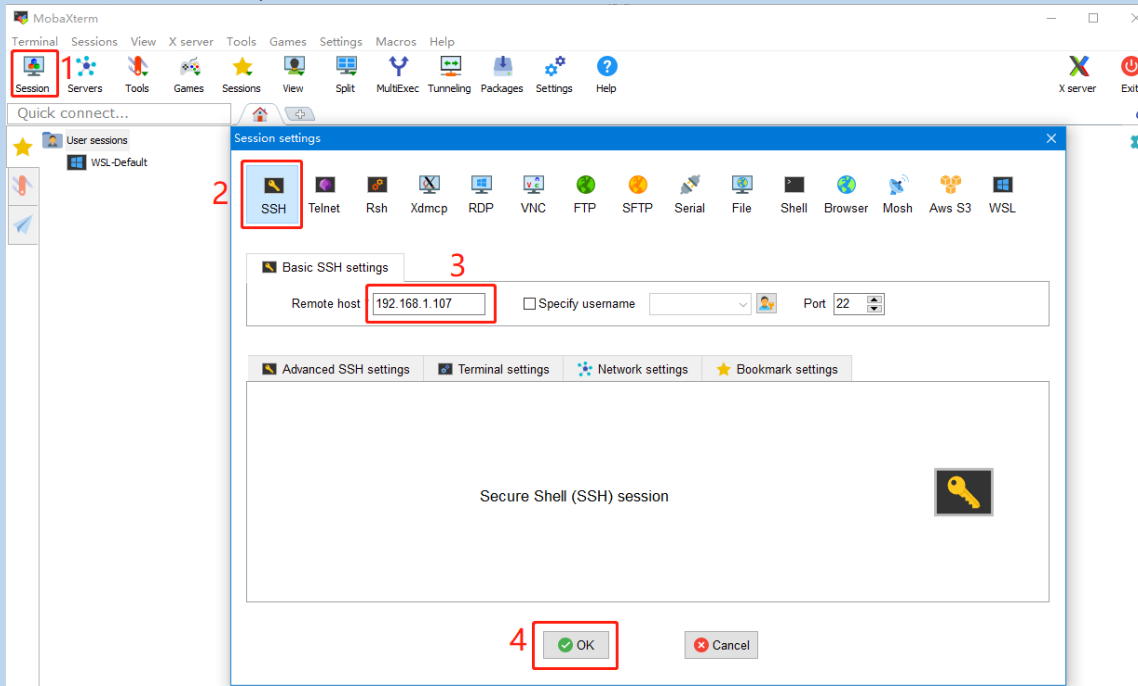 MobaXterm
Terminal Sessions View X server Tools Games Settings Macros Help
1
Session Servers Tools Games Sessions View Split MultiExec Tunneling Packages Settings Help X server Exit
Quick connect...
User sessions
WSL-Default
Session settings
2
SSH Telnet Rsh Xdmcp RDP VNC FTP SFTP Serial File Shell Browser Mosh Aws S3 WSL
Basic SSH settings
3
Remote host * 192.168.1.107 Specify username Port 22
Advanced SSH settings Terminal settings Network settings Bookmark settings
Secure Shell (SSH) session
4
OK Cancel